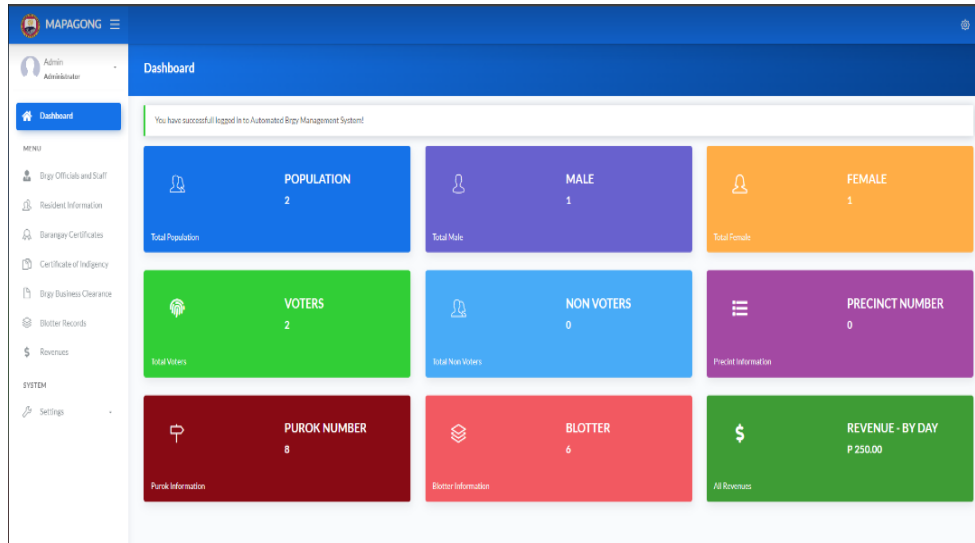 MAPAGONG
Admin
Administrator
Dashboard
Dashboard
You have successfull logged in to Automated Brgy Management System!
MENU
Brgy Officials and Staff
Resident Information
Barangay Certificates
Certificate of Indigency
Brgy Business Clearance
Blotter Records
Revenues
SYSTEM
Settings
POPULATION
2
Total Population
MALE
1
Total Male
FEMALE
1
Total Female
VOTERS
2
Total Voters
NON VOTERS
0
Total Non Voters
PRECINCT NUMBER
0
Precint Information
PUROK NUMBER
8
Purok Information
BLOTTER
6
Blotter Information
REVENUE - BY DAY
P 250.00
All Revenues